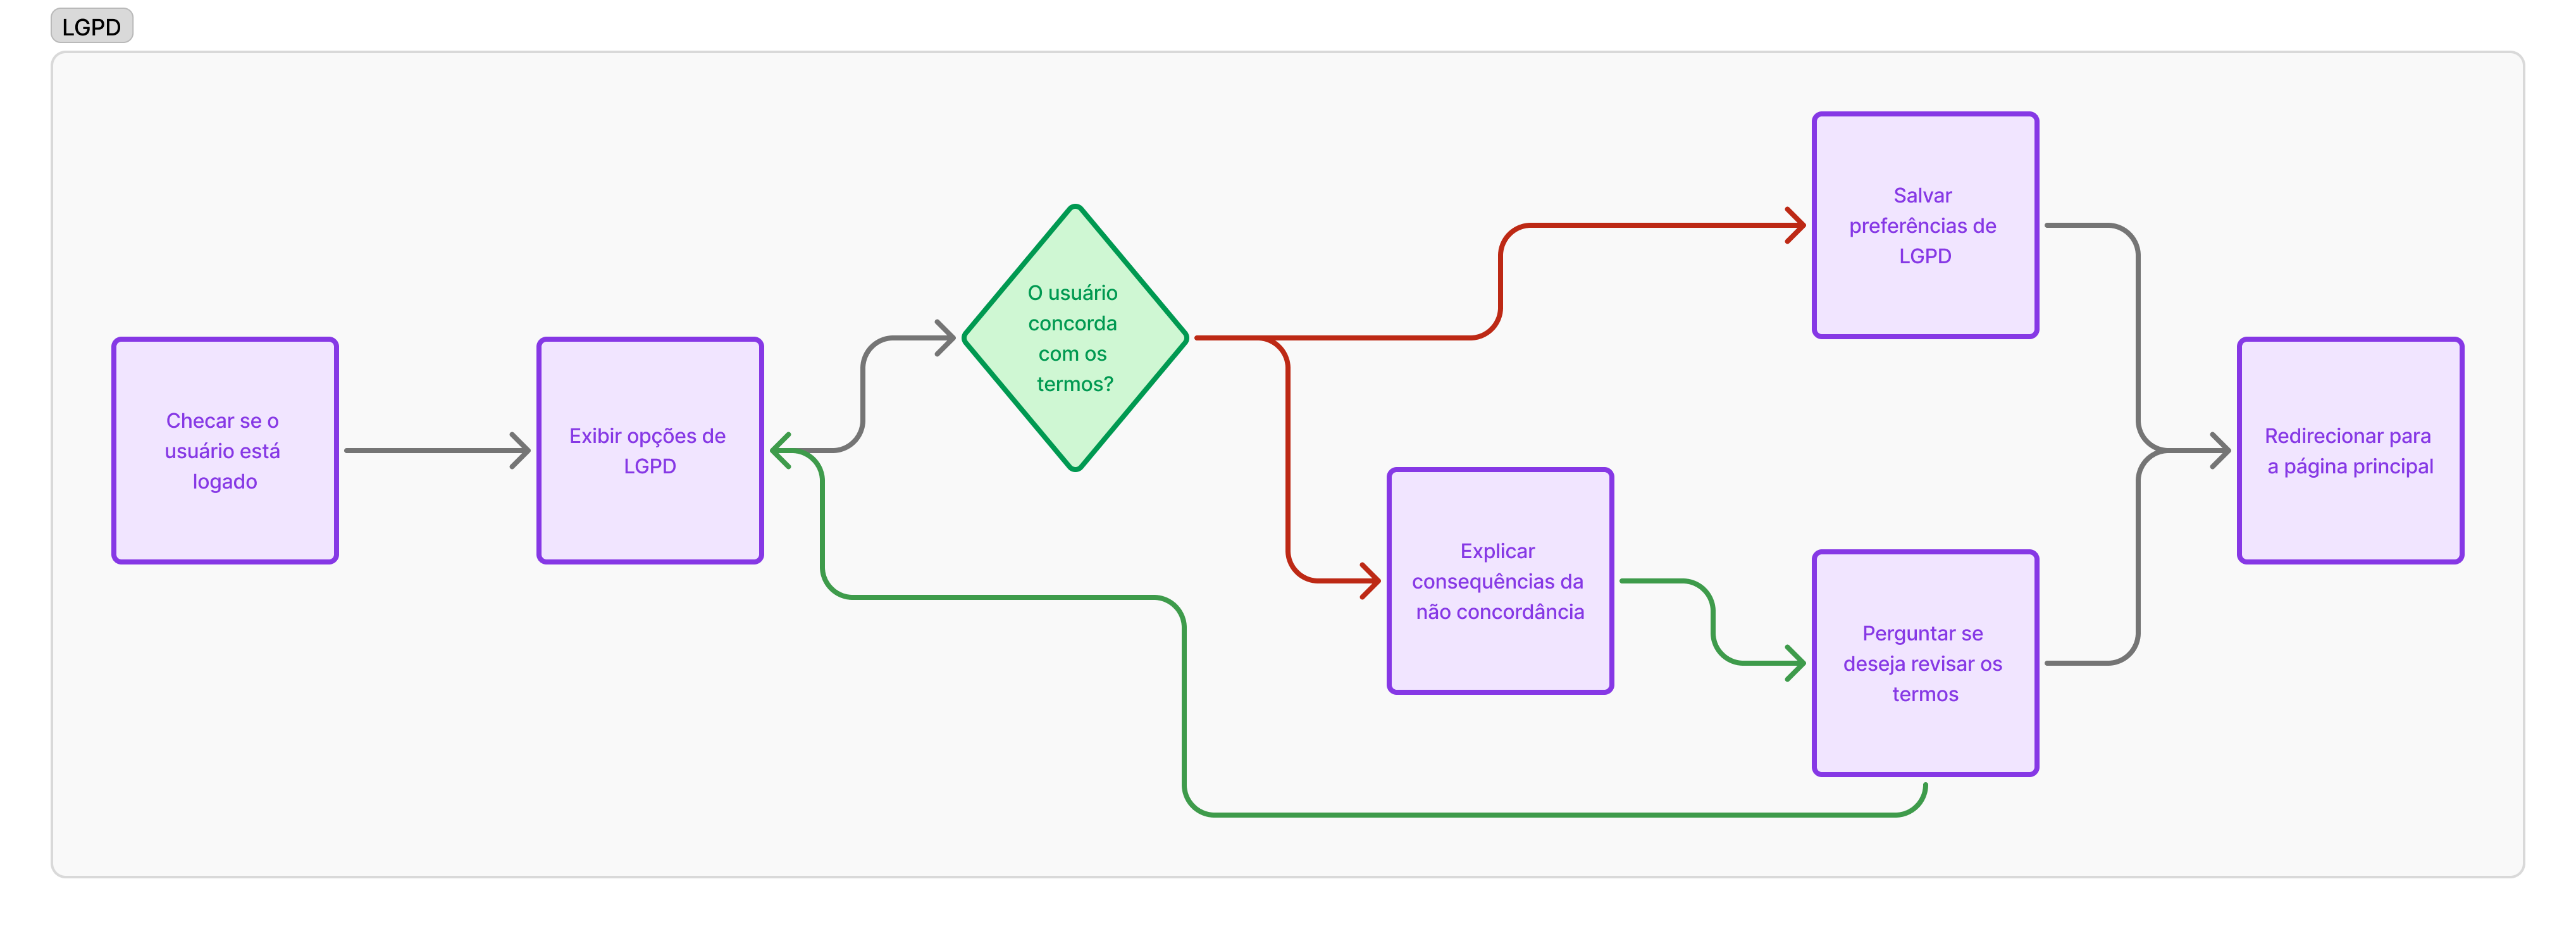 LGPD
Checar se o
usuário está
logado
Exibir opções de
LGPD
O usuário
concorda
com os
termos?
Salvar
preferências de
LGPD
Explicar
consequências da
não concordância
Perguntar se
deseja revisar os
termos
Redirecionar para
a página principal